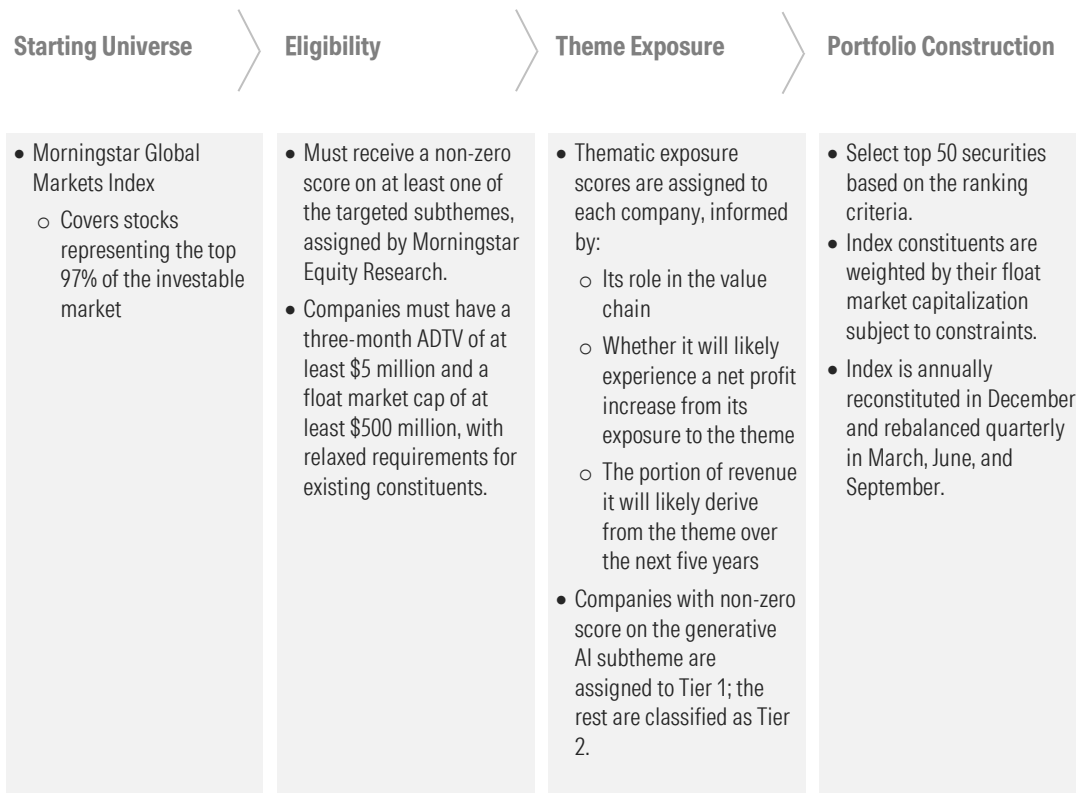 Starting Universe
Eligibility
Theme Exposure
Portfolio Construction
• Morningstar Global
Markets Index
○ Covers stocks
representing the top
97% of the investable
market
• Must receive a non-zero
score on at least one of
the targeted subthemes,
assigned by Morningstar
Equity Research.
• Companies must have a
three-month ADTV of at
least $5 million and a
float market cap of at
least $500 million, with
relaxed requirements for
existing constituents.
• Thematic exposure
scores are assigned to
each company, informed
by:
○ Its role in the value
chain
○ Whether it will likely
experience a net profit
increase from its
exposure to the theme
○ The portion of revenue
it will likely derive
from the theme over
the next five years
• Companies with non-zero
score on the generative
AI subtheme are
assigned to Tier 1; the
rest are classified as Tier
2.
• Select top 50 securities
based on the ranking
criteria.
• Index constituents are
weighted by their float
market capitalization
subject to constraints.
• Index is annually
reconstituted in December
and rebalanced quarterly
in March, June, and
September.